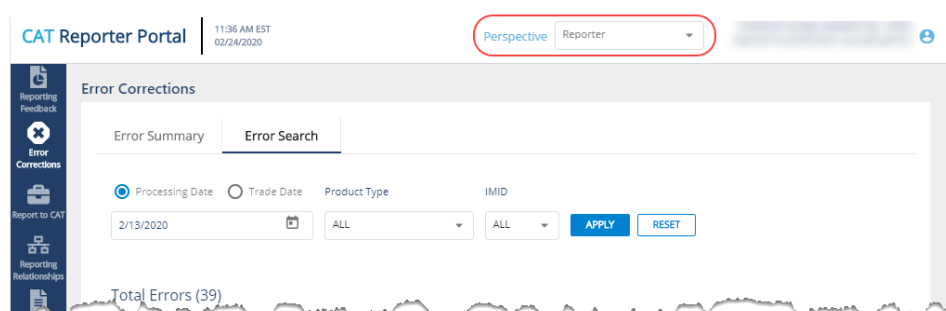 CAT Reporter Portal
11:36 AM EST
02/24/2020
Perspective
Reporter
Reporting
Feedback
Error
Corrections
Report to CAT
Reporting
Relationships
Error Corrections
Error Summary
Error Search
Processing Date
Trade Date
Product Type
IMID
2/13/2020
ALL
ALL
APPLY
RESET
Total Errors (39)